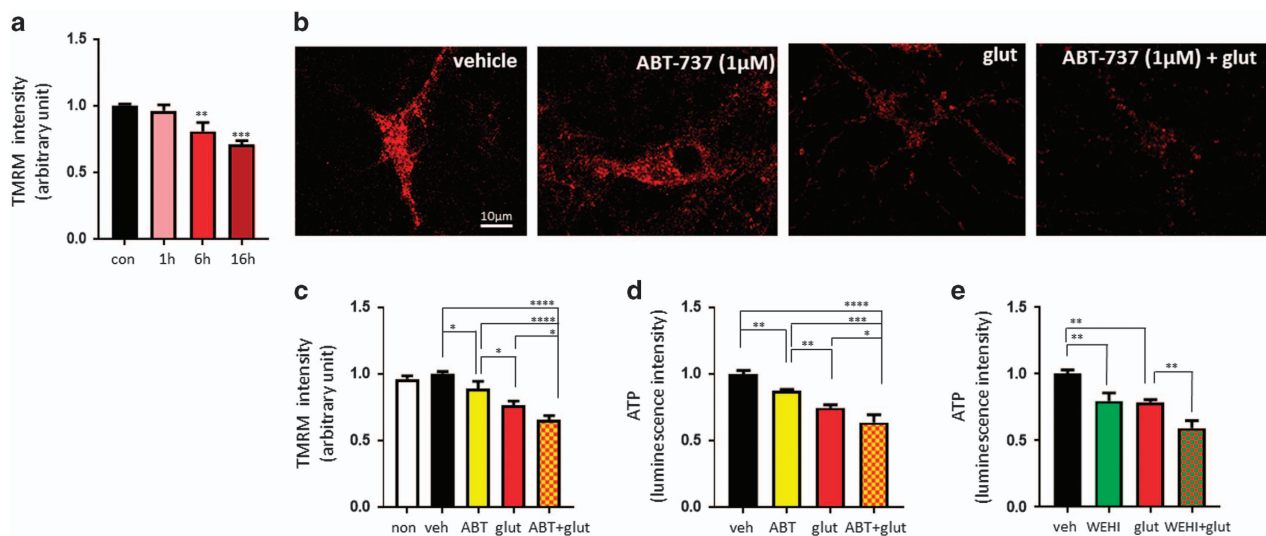 a
TMRM intensity
(arbitrary unit)
1.5
1.0
0.5
0.0
**
***
con 1h 6h 16h
b
vehicle
10µm
ABT-737 (1µM)
glut
ABT-737 (1µM) + glut
c
TMRM intensity
(arbitrary unit)
1.5
1.0
0.5
0.0
****
****
*
*
*
non veh ABT glut ABT+glut
d
ATP
(luminescence intensity)
1.5
1.0
0.5
0.0
****
***
**
*
**
veh ABT glut ABT+glut
e
ATP
(luminescence intensity)
1.5
1.0
0.5
0.0
**
**
**
veh WEHI glut WEHI+glut